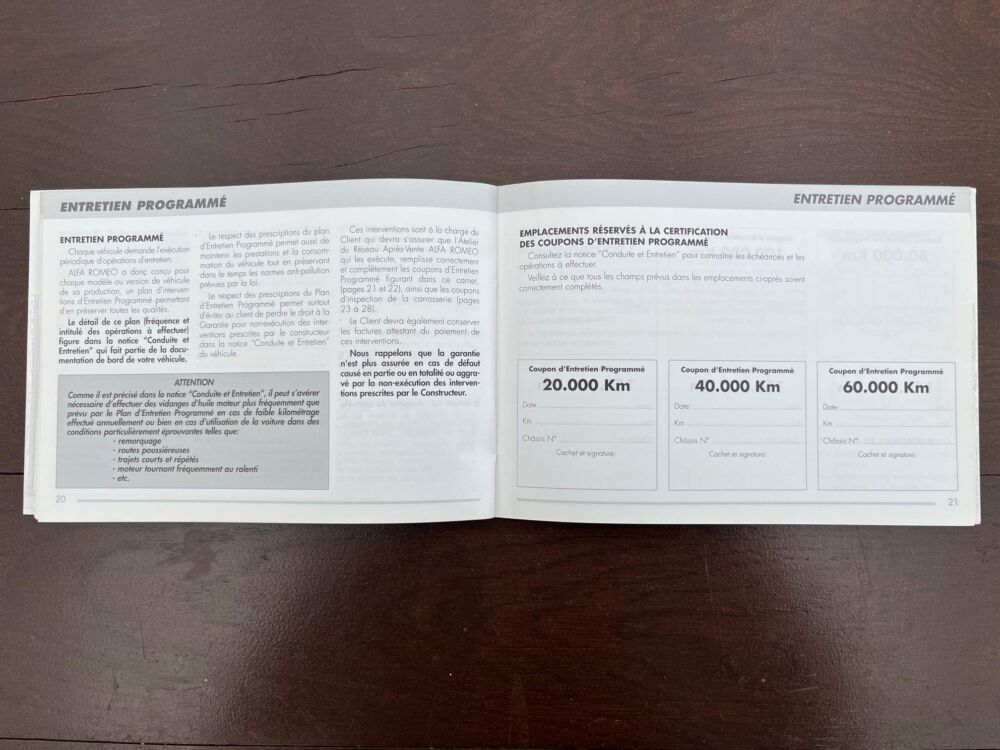 ENTRETIEN PROGRAMMÉ
ENTRETIEN PROGRAMMÉ
Chaque véhicule demande l'exécution
périodique d'opérations d'entretien.
ALFA ROMEO a donc conçu pour
chaque modèle ou version de véhicule
de sa production, un plan d'interven-
tions d'Entretien Programmé permettant
d'en préserver toutes les qualités.
Le détail de ce plan (fréquence et
intitulé des opérations à effectuer)
figure dans la notice "Conduite et
Entretien" qui fait partie de la docu-
mentation de bord de votre véhicule.
Le respect des prescriptions du plan
d'Entretien Programmé permet aussi de
maintenir les prestations et la consom-
mation du véhicule tout en préservant
dans le temps les normes anti-pollution
prévues par la loi.
Le respect des prescriptions du Plan
d'Entretien Programmé permet surtout
d'éviter au client de perdre le droit à la
Garantie pour non-exécution des inter-
ventions prescrites par le constructeur
dans la notice "Conduite et Entretien"
du véhicule.
Ces interventions sont à la charge du
Client qui devra s'assurer que l'Atelier
du Réseau Après-Vente ALFA ROMEO
qui les exécute, remplisse correctement
et complètement les coupons d'Entretien
Programmé figurant dans ce carnet,
(pages 21 et 22), ainsi que les coupons
d'inspection de la carrosserie (pages
23 à 28).
Le Client devra également conserver
les factures attestant du paiement de
ces interventions.
Nous rappelons que la garantie
n'est plus assurée en cas de défaut
causé en partie ou en totalité ou aggra-
vé par la non-exécution des interven-
tions prescrites par le Constructeur.
ATTENTION
Comme il est précisé dans la notice "Conduite et Entretien", il peut s'avérer
nécessaire d'effectuer des vidanges d'huile moteur plus fréquemment que
prévu par le Plan d'Entretien Programmé en cas de faible kilométrage
effectué annuellement ou bien en cas d'utilisation de la voiture dans des
conditions particulièrement éprouvantes telles que:
- remorquage
- routes poussiéreuses
- trajets courts et répétés
- moteur tournant fréquemment au ralenti
- etc.
20
ENTRETIEN PROGRAMMÉ
EMPLACEMENTS RÉSERVÉS À LA CERTIFICATION
DES COUPONS D'ENTRETIEN PROGRAMMÉ
Consultez la notice "Conduite et Entretien" pour connaître les échéances et les
opérations à effectuer.
Veillez à ce que tous les champs prévus dans les emplacements ci-après soient
correctement complétés.
Coupon d'Entretien Programmé
20.000 Km
Date:
Km
Châssis N°
Cachet et signature:
Coupon d'Entretien Programmé
40.000 Km
Date:
Km
Châssis N°
Cachet et signature:
Coupon d'Entretien Programmé
60.000 Km
Date:
Km
Châssis N°
Cachet et signature:
21